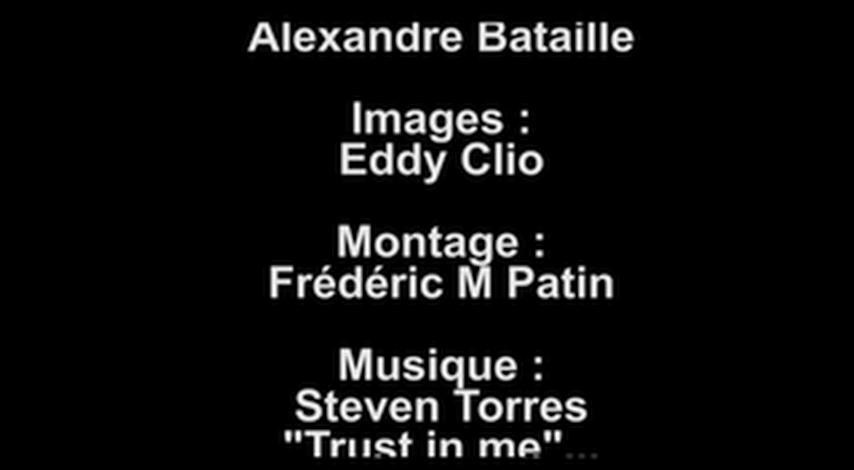 Alexandre Bataille
Images :
Eddy Clio
Montage :
Frédéric M Patin
Musique :
Steven Torres
"Trust in me"...